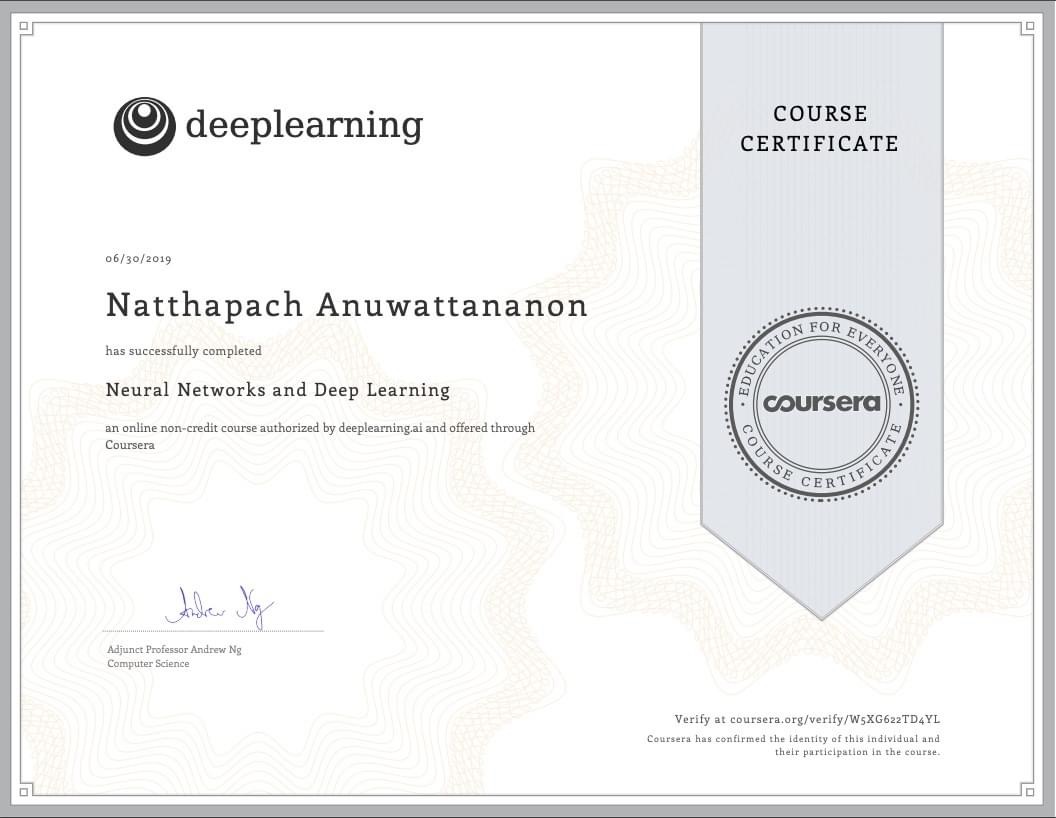 deeplearning
COURSE
CERTIFICATE
06/30/2019
Natthapach Anuwattananon
has successfully completed
Neural Networks and Deep Learning
an online non-credit course authorized by deeplearning.ai and offered through
Coursera
EDUCATION FOR EVERYONE
coursera
COURSE CERTIFICATE
Andrew Ng
Adjunct Professor Andrew Ng
Computer Science
Verify at coursera.org/verify/W5XG622TD4YL
Coursera has confirmed the identity of this individual and
their participation in the course.